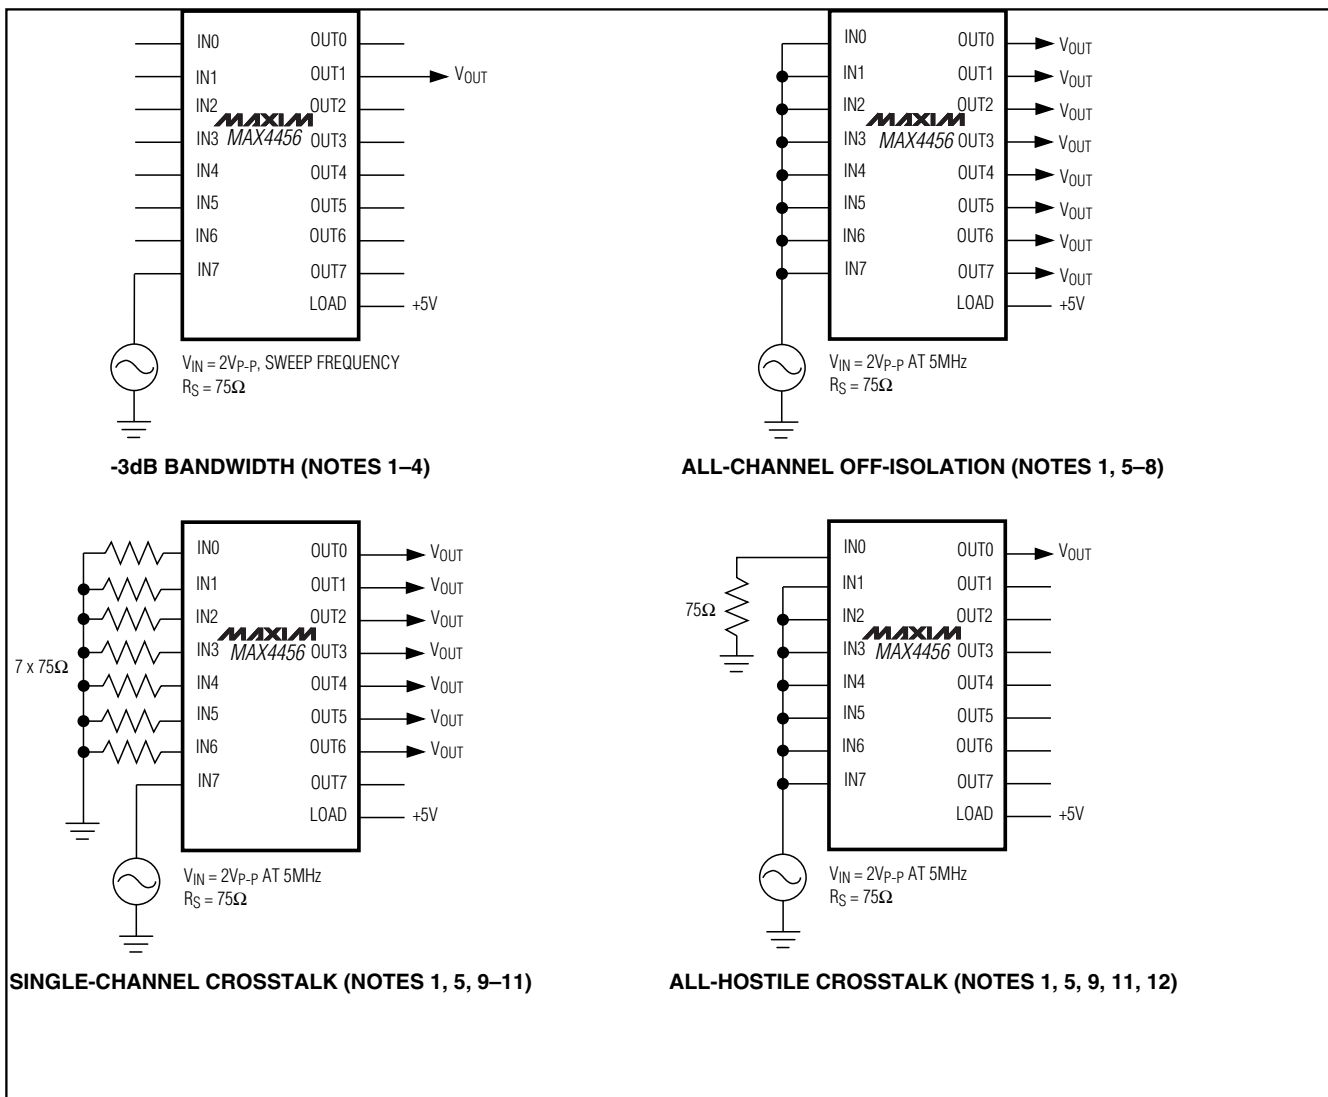 IN0 OUT0
IN1 OUT1 VOUT
IN2 OUT2
MAXIM
IN3 MAX4456 OUT3
IN4 OUT4
IN5 OUT5
IN6 OUT6
IN7 OUT7
LOAD +5V
VIN = 2VP-P, SWEEP FREQUENCY
RS = 75Ω
-3dB BANDWIDTH (NOTES 1–4)
IN0 OUT0 VOUT
IN1 OUT1 VOUT
IN2 OUT2 VOUT
MAXIM
IN3 MAX4456 OUT3 VOUT
IN4 OUT4 VOUT
IN5 OUT5 VOUT
IN6 OUT6 VOUT
IN7 OUT7 VOUT
LOAD +5V
VIN = 2VP-P AT 5MHz
RS = 75Ω
ALL-CHANNEL OFF-ISOLATION (NOTES 1, 5–8)
IN0 OUT0 VOUT
IN1 OUT1 VOUT
IN2 OUT2 VOUT
MAXIM
7 x 75Ω IN3 MAX4456 OUT3 VOUT
IN4 OUT4 VOUT
IN5 OUT5 VOUT
IN6 OUT6 VOUT
IN7 OUT7
LOAD +5V
VIN = 2VP-P AT 5MHz
RS = 75Ω
SINGLE-CHANNEL CROSSTALK (NOTES 1, 5, 9–11)
IN0 OUT0 VOUT
IN1 OUT1
75Ω IN2 OUT2
MAXIM
IN3 MAX4456 OUT3
IN4 OUT4
IN5 OUT5
IN6 OUT6
IN7 OUT7
LOAD +5V
VIN = 2VP-P AT 5MHz
RS = 75Ω
ALL-HOSTILE CROSSTALK (NOTES 1, 5, 9, 11, 12)